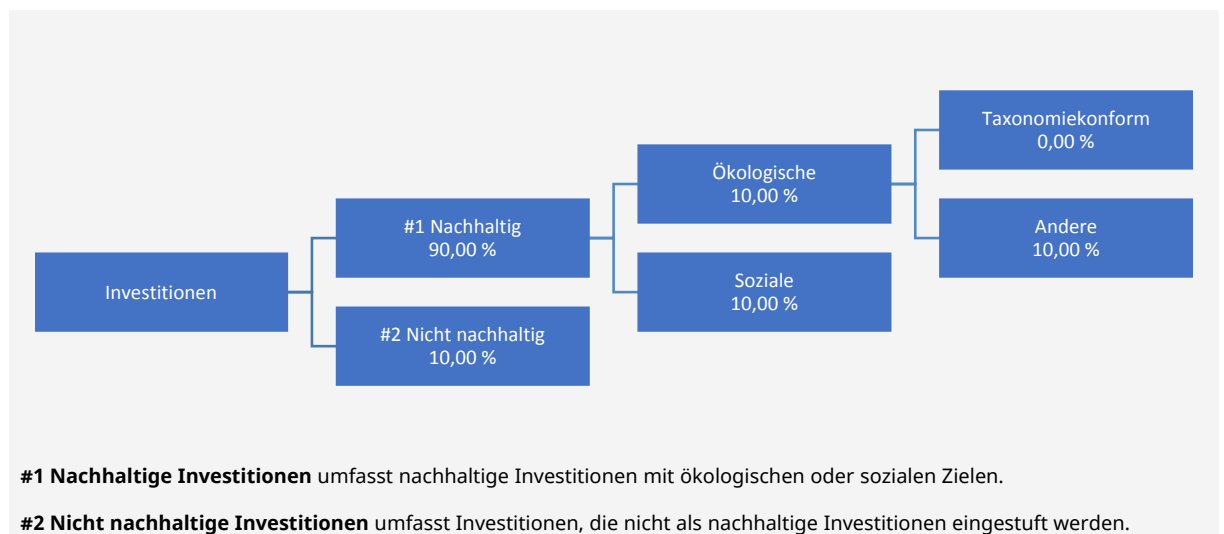 Investitionen
#1 Nachhaltig
90,00 %
#2 Nicht nachhaltig
10,00 %
Ökologische
10,00 %
Soziale
10,00 %
Taxonomiekonform
0,00 %
Andere
10,00 %
#1 Nachhaltige Investitionen umfasst nachhaltige Investitionen mit ökologischen oder sozialen Zielen.
#2 Nicht nachhaltige Investitionen umfasst Investitionen, die nicht als nachhaltige Investitionen eingestuft werden.